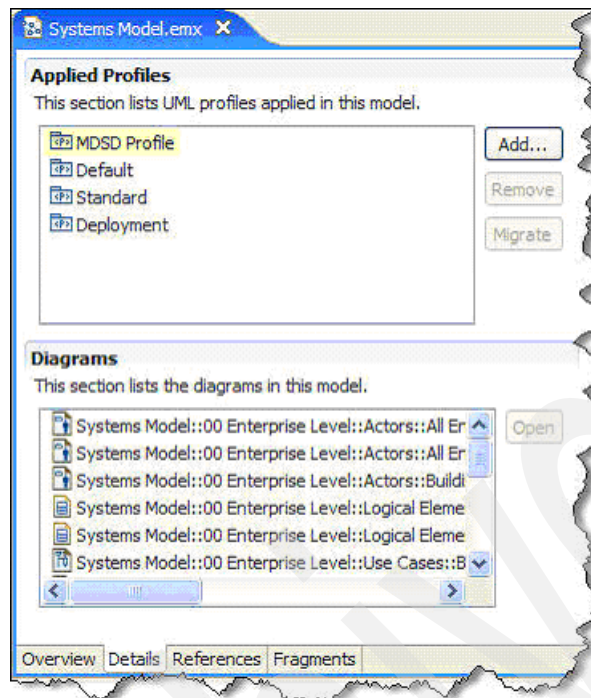 Systems Model.emx
Applied Profiles
This section lists UML profiles applied in this model.
MDSD Profile
Add...
Default
Remove
Standard
Deployment
Migrate
Diagrams
This section lists the diagrams in this model.
Systems Model::00 Enterprise Level::Actors::All Er
Open
Systems Model::00 Enterprise Level::Actors::All Er
Systems Model::00 Enterprise Level::Actors::Buildi
Systems Model::00 Enterprise Level::Logical Eleme
Systems Model::00 Enterprise Level::Logical Eleme
Systems Model::00 Enterprise Level::Use Cases::B
Overview Details References Fragments